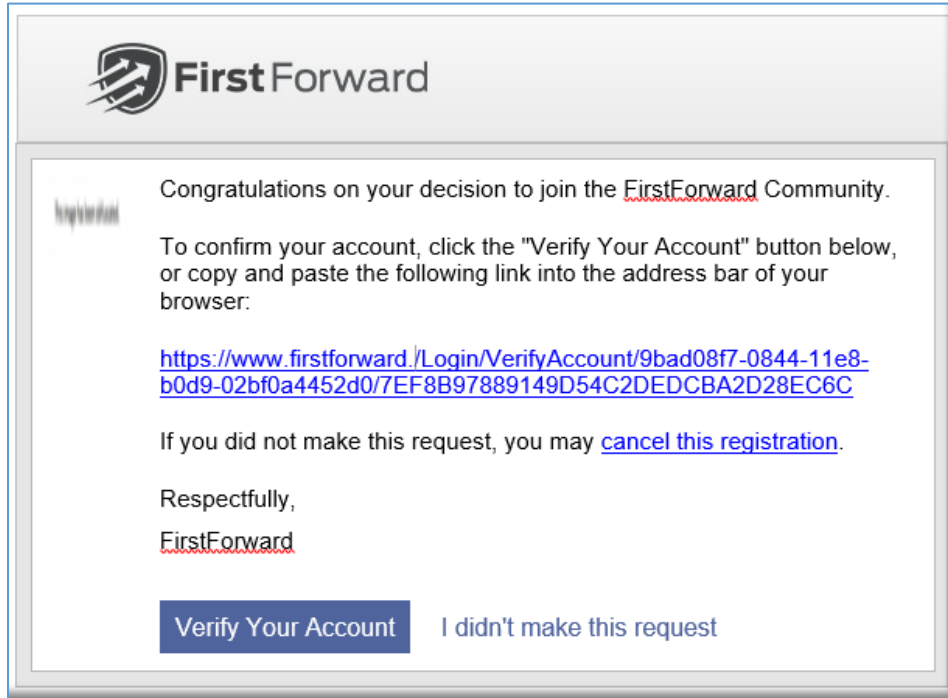 FirstForward
Congratulations on your decision to join the FirstForward Community.
To confirm your account, click the "Verify Your Account" button below,
or copy and paste the following link into the address bar of your
browser:
https://www.firstforward./Login/VerifyAccount/9bad08f7-0844-11e8-
b0d9-02bf0a4452d0/7EF8B97889149D54C2DEDCBA2D28EC6C
If you did not make this request, you may cancel this registration.
Respectfully,
FirstForward
Verify Your Account I didn't make this request